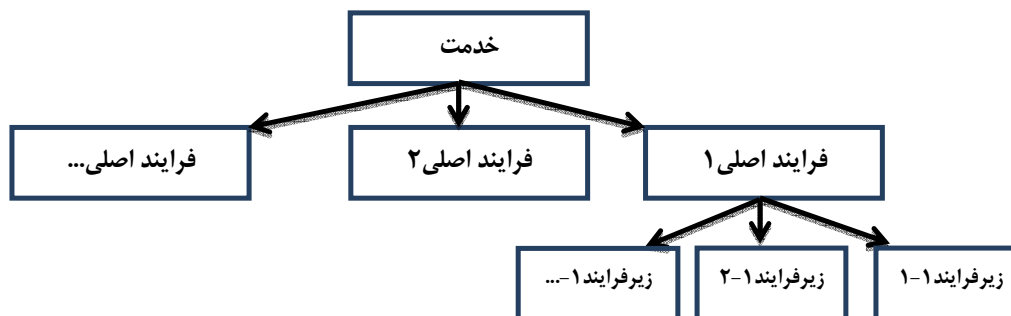 خدمت
فرایند اصلی۱
فرایند اصلی۲
فرایند اصلی...
زیرفرایند۱-۱
زیرفرایند۱-۲
زیرفرایند۱-...